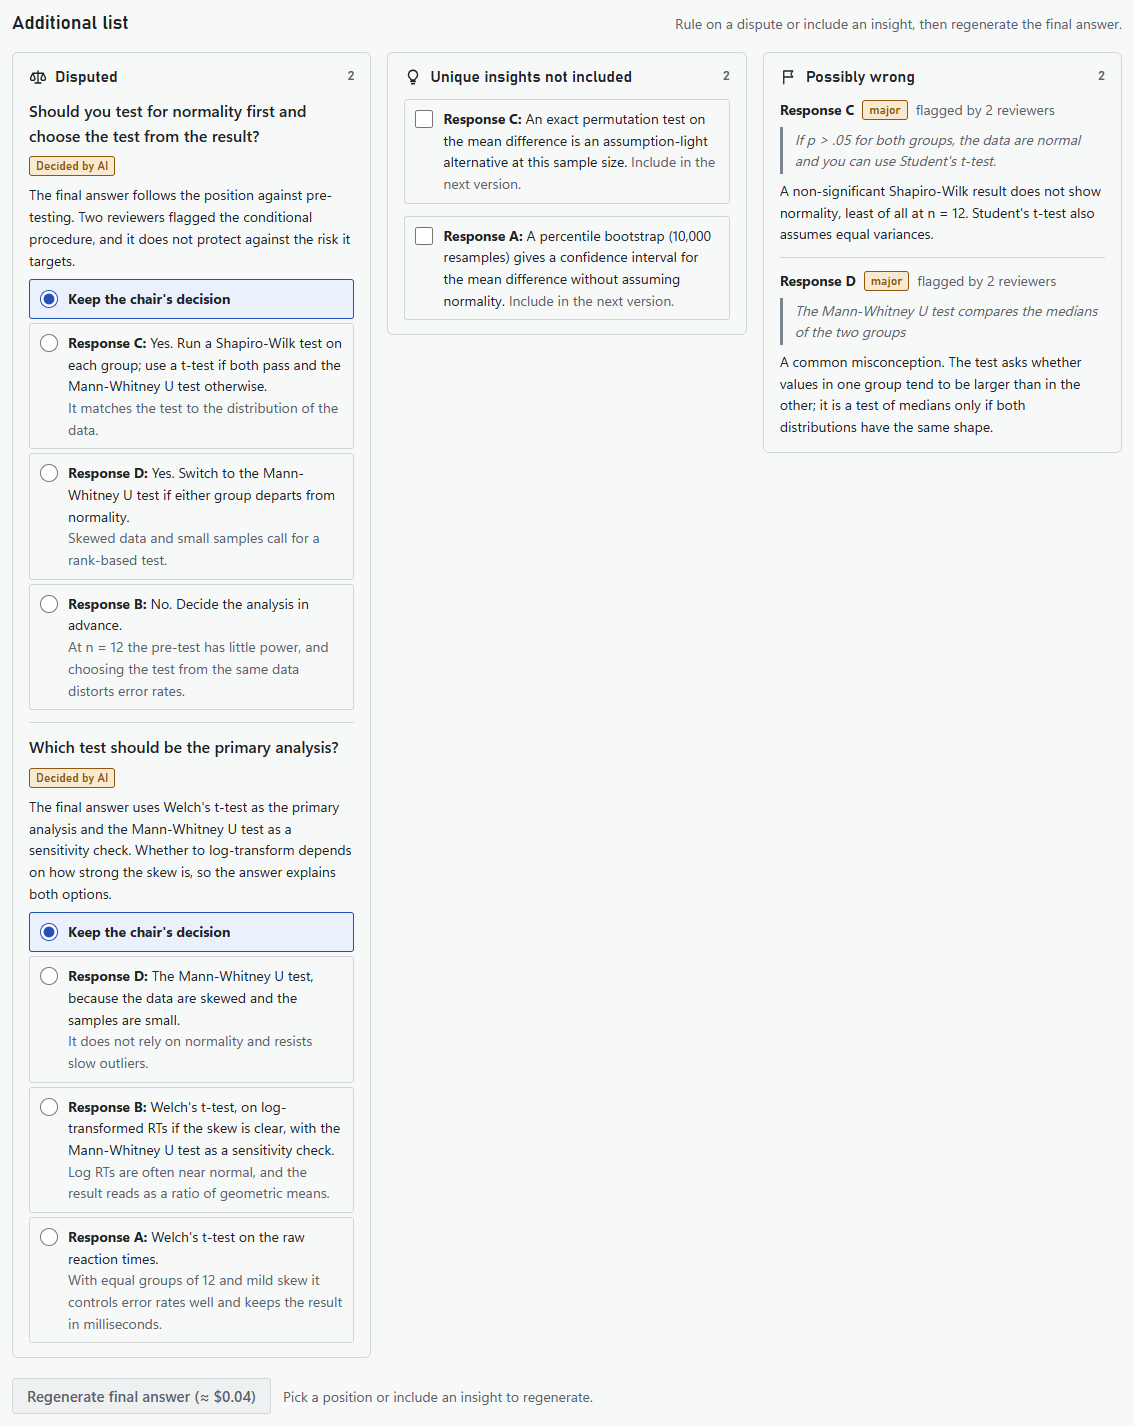 Additional list
Rule on a dispute or include an insight, then regenerate the final answer.
Disputed
2
Should you test for normality first and
choose the test from the result?
Decided by AI
The final answer follows the position against pre-
testing. Two reviewers flagged the conditional
procedure, and it does not protect against the risk it
targets.
Keep the chair's decision
Response C: Yes. Run a Shapiro-Wilk test on
each group; use a t-test if both pass and the
Mann-Whitney U test otherwise.
It matches the test to the distribution of the
data.
Response D: Yes. Switch to the Mann-
Whitney U test if either group departs from
normality.
Skewed data and small samples call for a
rank-based test.
Response B: No. Decide the analysis in
advance.
At n = 12 the pre-test has little power, and
choosing the test from the same data
distorts error rates.
Which test should be the primary analysis?
Decided by AI
The final answer uses Welch's t-test as the primary
analysis and the Mann-Whitney U test as a
sensitivity check. Whether to log-transform depends
on how strong the skew is, so the answer explains
both options.
Keep the chair's decision
Response D: The Mann-Whitney U test,
because the data are skewed and the
samples are small.
It does not rely on normality and resists
slow outliers.
Response B: Welch's t-test, on log-
transformed RTs if the skew is clear, with the
Mann-Whitney U test as a sensitivity check.
Log RTs are often near normal, and the
result reads as a ratio of geometric means.
Response A: Welch's t-test on the raw
reaction times.
With equal groups of 12 and mild skew it
controls error rates well and keeps the result
in milliseconds.
Unique insights not included
2
Response C: An exact permutation test on
the mean difference is an assumption-light
alternative at this sample size. Include in the
next version.
Response A: A percentile bootstrap (10,000
resamples) gives a confidence interval for
the mean difference without assuming
normality. Include in the next version.
Possibly wrong
2
Response C major flagged by 2 reviewers
If p > .05 for both groups, the data are normal
and you can use Student's t-test.
A non-significant Shapiro-Wilk result does not show
normality, least of all at n = 12. Student's t-test also
assumes equal variances.
Response D major flagged by 2 reviewers
The Mann-Whitney U test compares the medians
of the two groups
A common misconception. The test asks whether
values in one group tend to be larger than in the
other; it is a test of medians only if both
distributions have the same shape.
Regenerate final answer (≈ $0.04)
Pick a position or include an insight to regenerate.